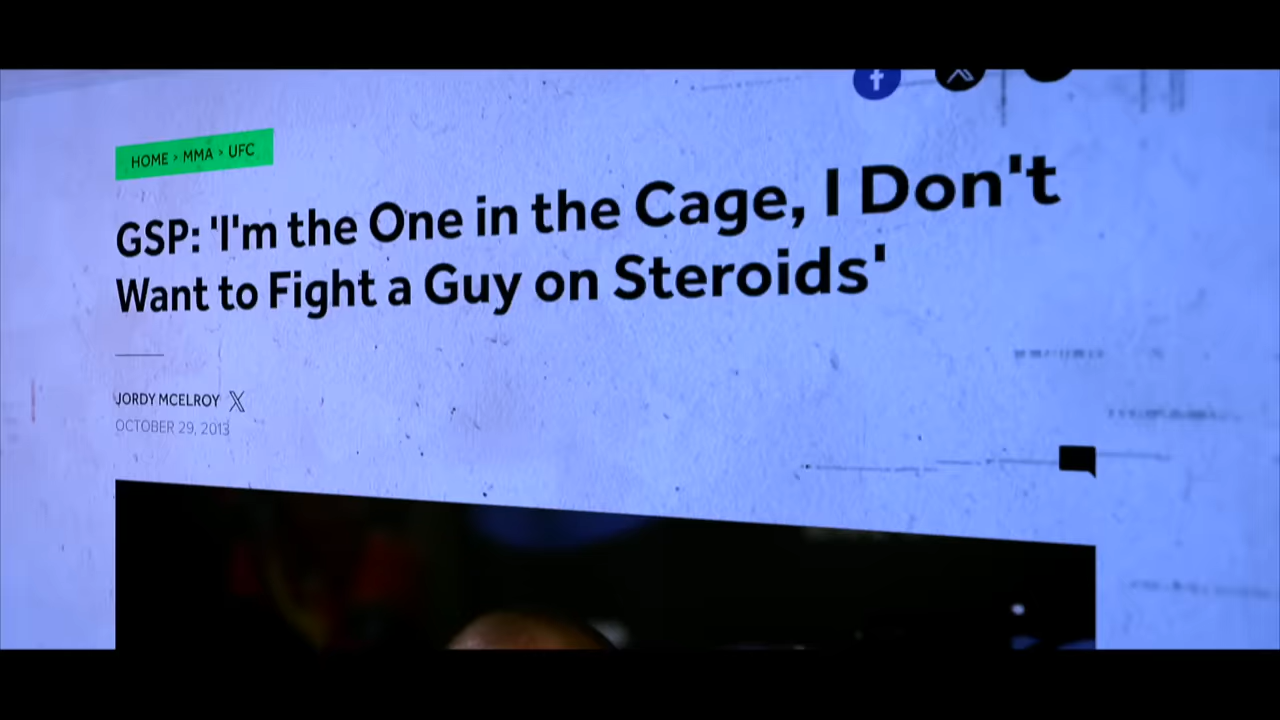 HOME > MMA > UFC
GSP: 'I'm the One in the Cage, I Don't
Want to Fight a Guy on Steroids'
JORDY MCELROY
OCTOBER 29, 2013